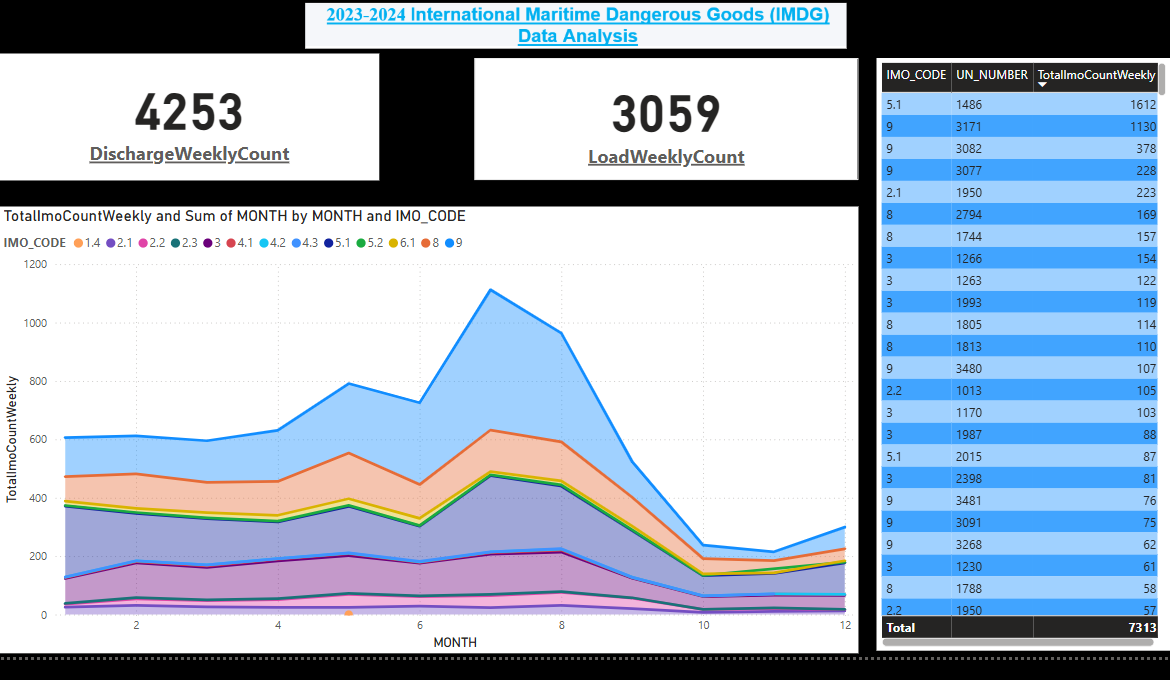 2023-2024 International Maritime Dangerous Goods (IMDG)
Data Analysis
4253
DischargeWeeklyCount
3059
LoadWeeklyCount
TotalImoCountWeekly and Sum of MONTH by MONTH and IMO_CODE
IMO_CODE 1.4 2.1 2.2 2.3 3 4.1 4.2 4.3 5.1 5.2 6.1 8 9
1200
1000
800
600
400
200
0
TotalImoCountWeekly
2 4 6 8 10 12
MONTH
IMO_CODE UN_NUMBER TotalImoCountWeekly
5.1 1486 1612
9 3171 1130
9 3082 378
9 3077 228
2.1 1950 223
8 2794 169
8 1744 157
3 1266 154
3 1263 122
3 1993 119
8 1805 114
8 1813 110
9 3480 107
2.2 1013 105
3 1170 103
3 1987 88
5.1 2015 87
3 2398 81
9 3481 76
9 3091 75
9 3268 62
3 1230 61
8 1788 58
2.2 1950 57
Total 7313